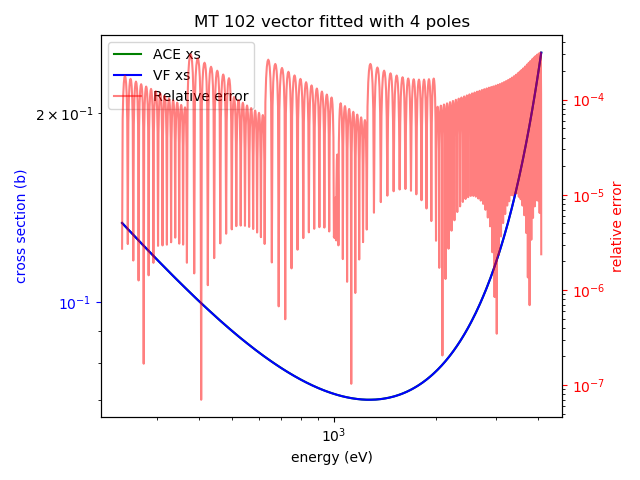 MT 102 vector fitted with 4 poles
ACE xs
VF xs
Relative error
2 × 10⁻¹
10⁻¹
cross section (b)
10⁻⁴
10⁻⁵
10⁻⁶
10⁻⁷
relative error
10³
energy (eV)